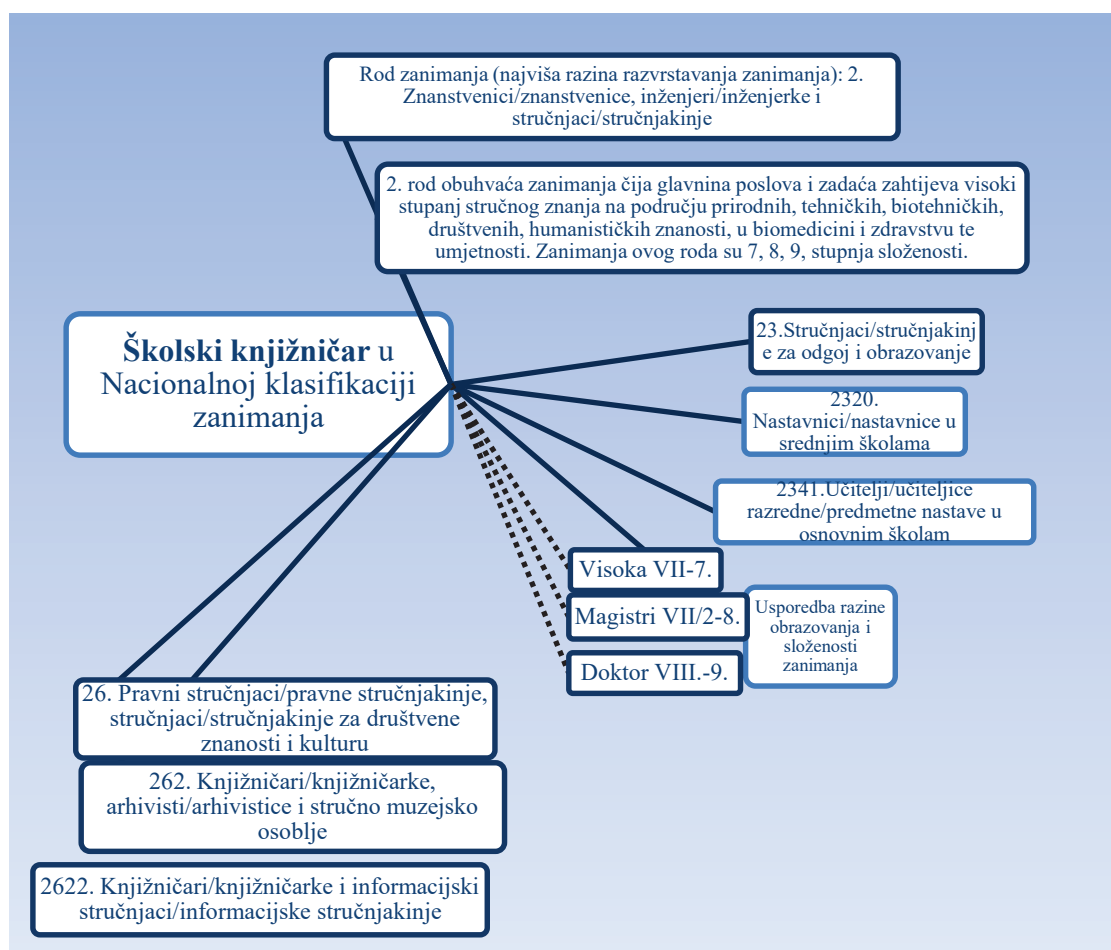 Rod zanimanja (najviša razina razvrstavanja zanimanja): 2.
Znanstvenici/znanstvenice, inženjeri/inženjerke i
stručnjaci/stručnjakinje
2. rod obuhvaća zanimanja čija glavnina poslova i zadaća zahtijeva visoki
stupanj stručnog znanja na području prirodnih, tehničkih, biotehničkih,
društvenih, humanističkih znanosti, u biomedicini i zdravstvu te
umjetnosti. Zanimanja ovog roda su 7, 8, 9, stupnja složenosti.
Školski knjižničar u
Nacionalnoj klasifikaciji
zanimanja
23.Stručnjaci/stručnjakinj
e za odgoj i obrazovanje
2320.
Nastavnici/nastavnice u
srednjim školama
2341.Učitelji/učiteljice
razredne/predmetne nastave u
osnovnim školam
Visoka VII-7.
Magistri VII/2-8.
Doktor VIII.-9.
Usporedba razine
obrazovanja i
složenosti
zanimanja
26. Pravni stručnjaci/pravne stručnjakinje,
stručnjaci/stručnjakinje za društvene
znanosti i kulturu
262. Knjižničari/knjižničarke,
arhivisti/arhivistice i stručno muzejsko
osoblje
2622. Knjižničari/knjižničarke i informacijski
stručnjaci/informacijske stručnjakinje